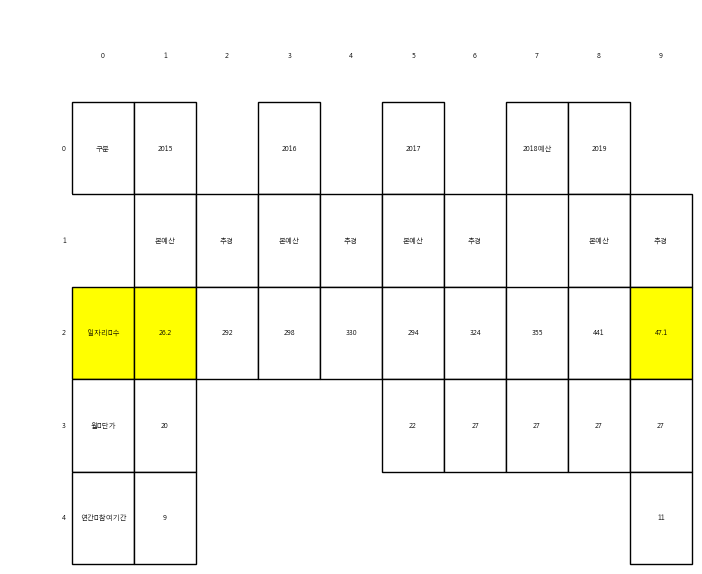 0 1 2 3 4 5 6 7 8 9
0 구분 2015 2016 2017 2018예산 2019
1 본예산 추경 본예산 추경 본예산 추경 본예산 추경
2 일자리□수 26.2 292 298 330 294 324 355 441 47.1
3 월□단가 20 22 27 27 27 27
4 연간□참여기간 9 11